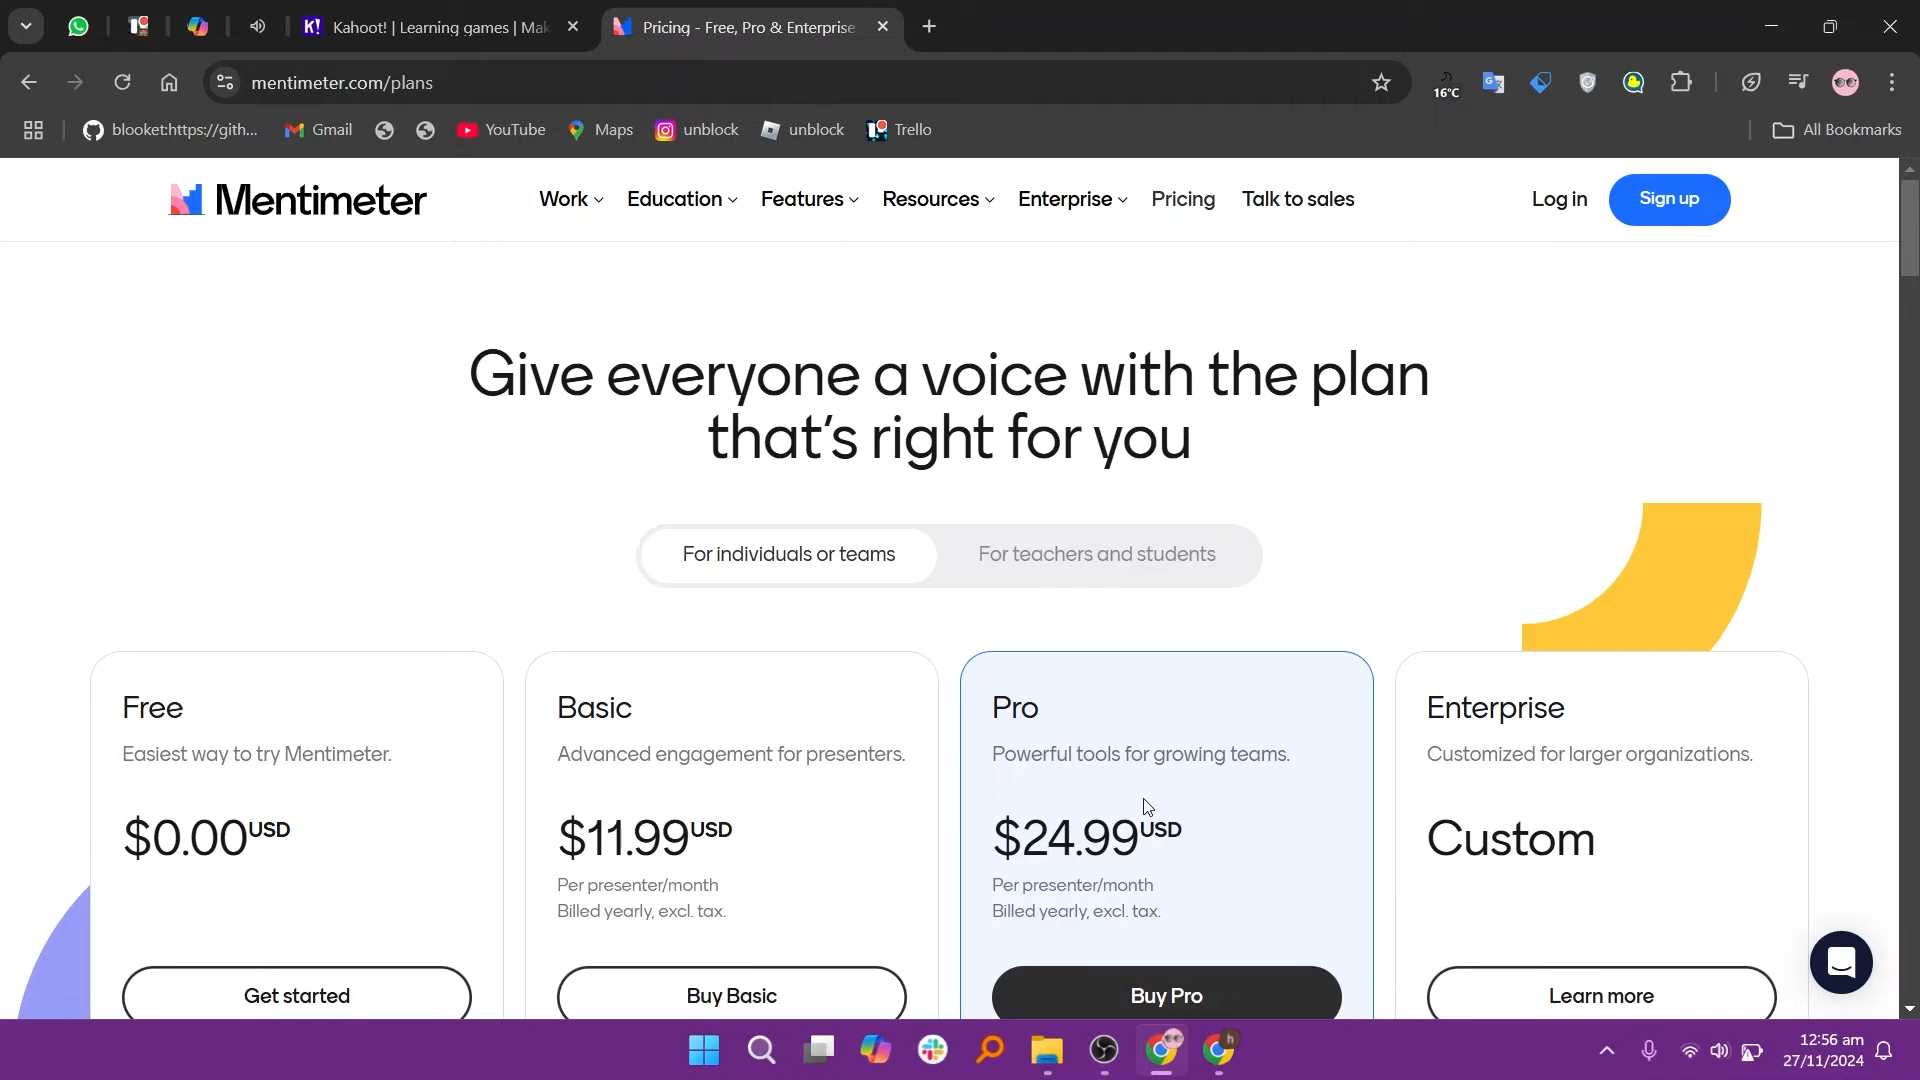 Kahoot! | Learning games | Mak
Pricing - Free, Pro & Enterprise
mentimeter.com/plans
16°C
blooket:https://gith...
Gmail
YouTube
Maps
unblock
unblock
Trello
All Bookmarks
Mentimeter
Work
Education
Features
Resources
Enterprise
Pricing
Talk to sales
Log in
Sign up
Give everyone a voice with the plan
that's right for you
For individuals or teams
For teachers and students
Free
Easiest way to try Mentimeter.
$0.00USD
Get started
Basic
Advanced engagement for presenters.
$11.99USD
Per presenter/month
Billed yearly, excl. tax.
Buy Basic
Pro
Powerful tools for growing teams.
$24.99USD
Per presenter/month
Billed yearly, excl. tax.
Buy Pro
Enterprise
Customized for larger organizations.
Custom
Learn more
12:56 am
27/11/2024